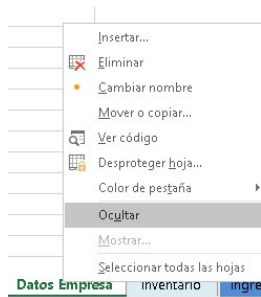 Insertar...
Eliminar
Cambiar nombre
Mover o copiar...
Ver código
Desproteger hoja...
Color de pestaña
Ocultar
Mostrar...
Seleccionar todas las hojas
Datos Empresa Inventario Ingre